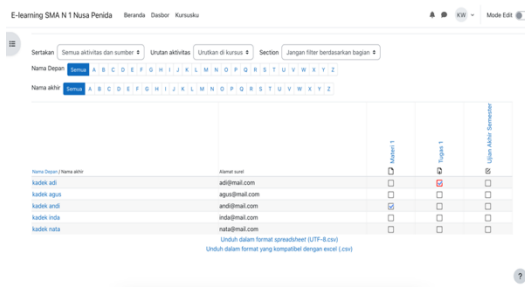 E-learning SMA N 1 Nusa Penida Beranda Dasbor Kursusku KW Mode Edit
Sertakan Semua aktivitas dan sumber Urutan aktivitas Urutkan di kursus Section Jangan filter berdasarkan bagian
Nama Depan Semua A B C D E F G H I J K L M N O P Q R S T U V W X Y Z
Nama akhir Semua A B C D E F G H I J K L M N O P Q R S T U V W X Y Z
Materi 1 Tugas 1 Ujian Akhir Semester
Nama Depan / Nama akhir Alamat surel
kadek adi adi@mail.com
kadek agus agus@mail.com
kadek andi andi@mail.com
kadek inda inda@mail.com
kadek nata nata@mail.com
Unduh dalam format spreadsheet (UTF-8.csv)
Unduh dalam format yang kompatibel dengan excel (.csv)
?